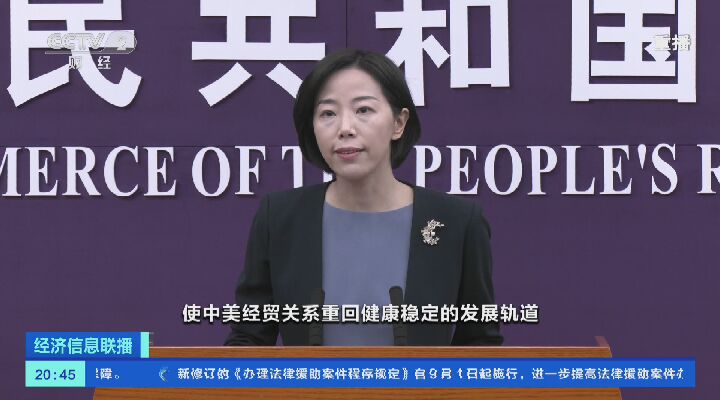 民共和国
CCTV 2
财经
重播
MERCE OF THE PEOPLE'S R
使中美经贸关系重回健康稳定的发展轨道
经济信息联播
20:45
障。 新修订的《办理法律援助案件程序规定》自9月1日起施行，进一步提高法律援助案件